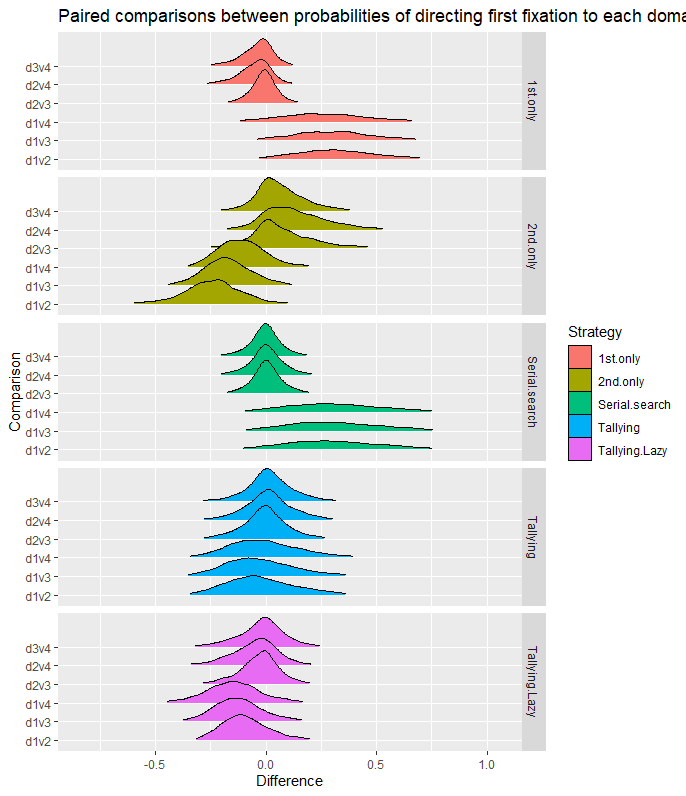 Paired comparisons between probabilities of directing first fixation to each doma
d3v4
d2v4
d2v3
d1v4
d1v3
d1v2
1st.only
d3v4
d2v4
d2v3
d1v4
d1v3
d1v2
2nd.only
d3v4
d2v4
d2v3
d1v4
d1v3
d1v2
Serial.search
d3v4
d2v4
d2v3
d1v4
d1v3
d1v2
Tallying
d3v4
d2v4
d2v3
d1v4
d1v3
d1v2
Tallying.Lazy
Comparison
-0.5 0.0 0.5 1.0
Difference
Strategy
1st.only
2nd.only
Serial.search
Tallying
Tallying.Lazy